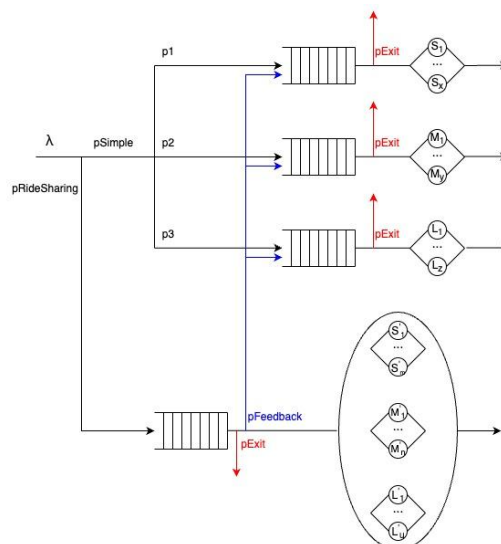 p1
pExit
S1
...
Sx
λ
pSimple
p2
pExit
M1
...
My
pRideSharing
p3
pExit
L1
...
Lz
S'1
...
S'm
pFeedback
pExit
M'1
...
M'n
L'1
...
L'u